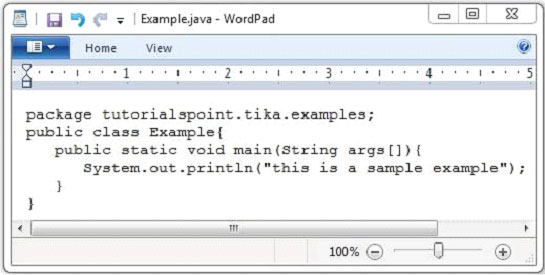 Example.java - WordPad
Home View
1 2 3 4 5
package tutorialspoint.tika.examples;
public class Example{
public static void main(String args[]){
System.out.println("this is a sample example");
}
}
100%